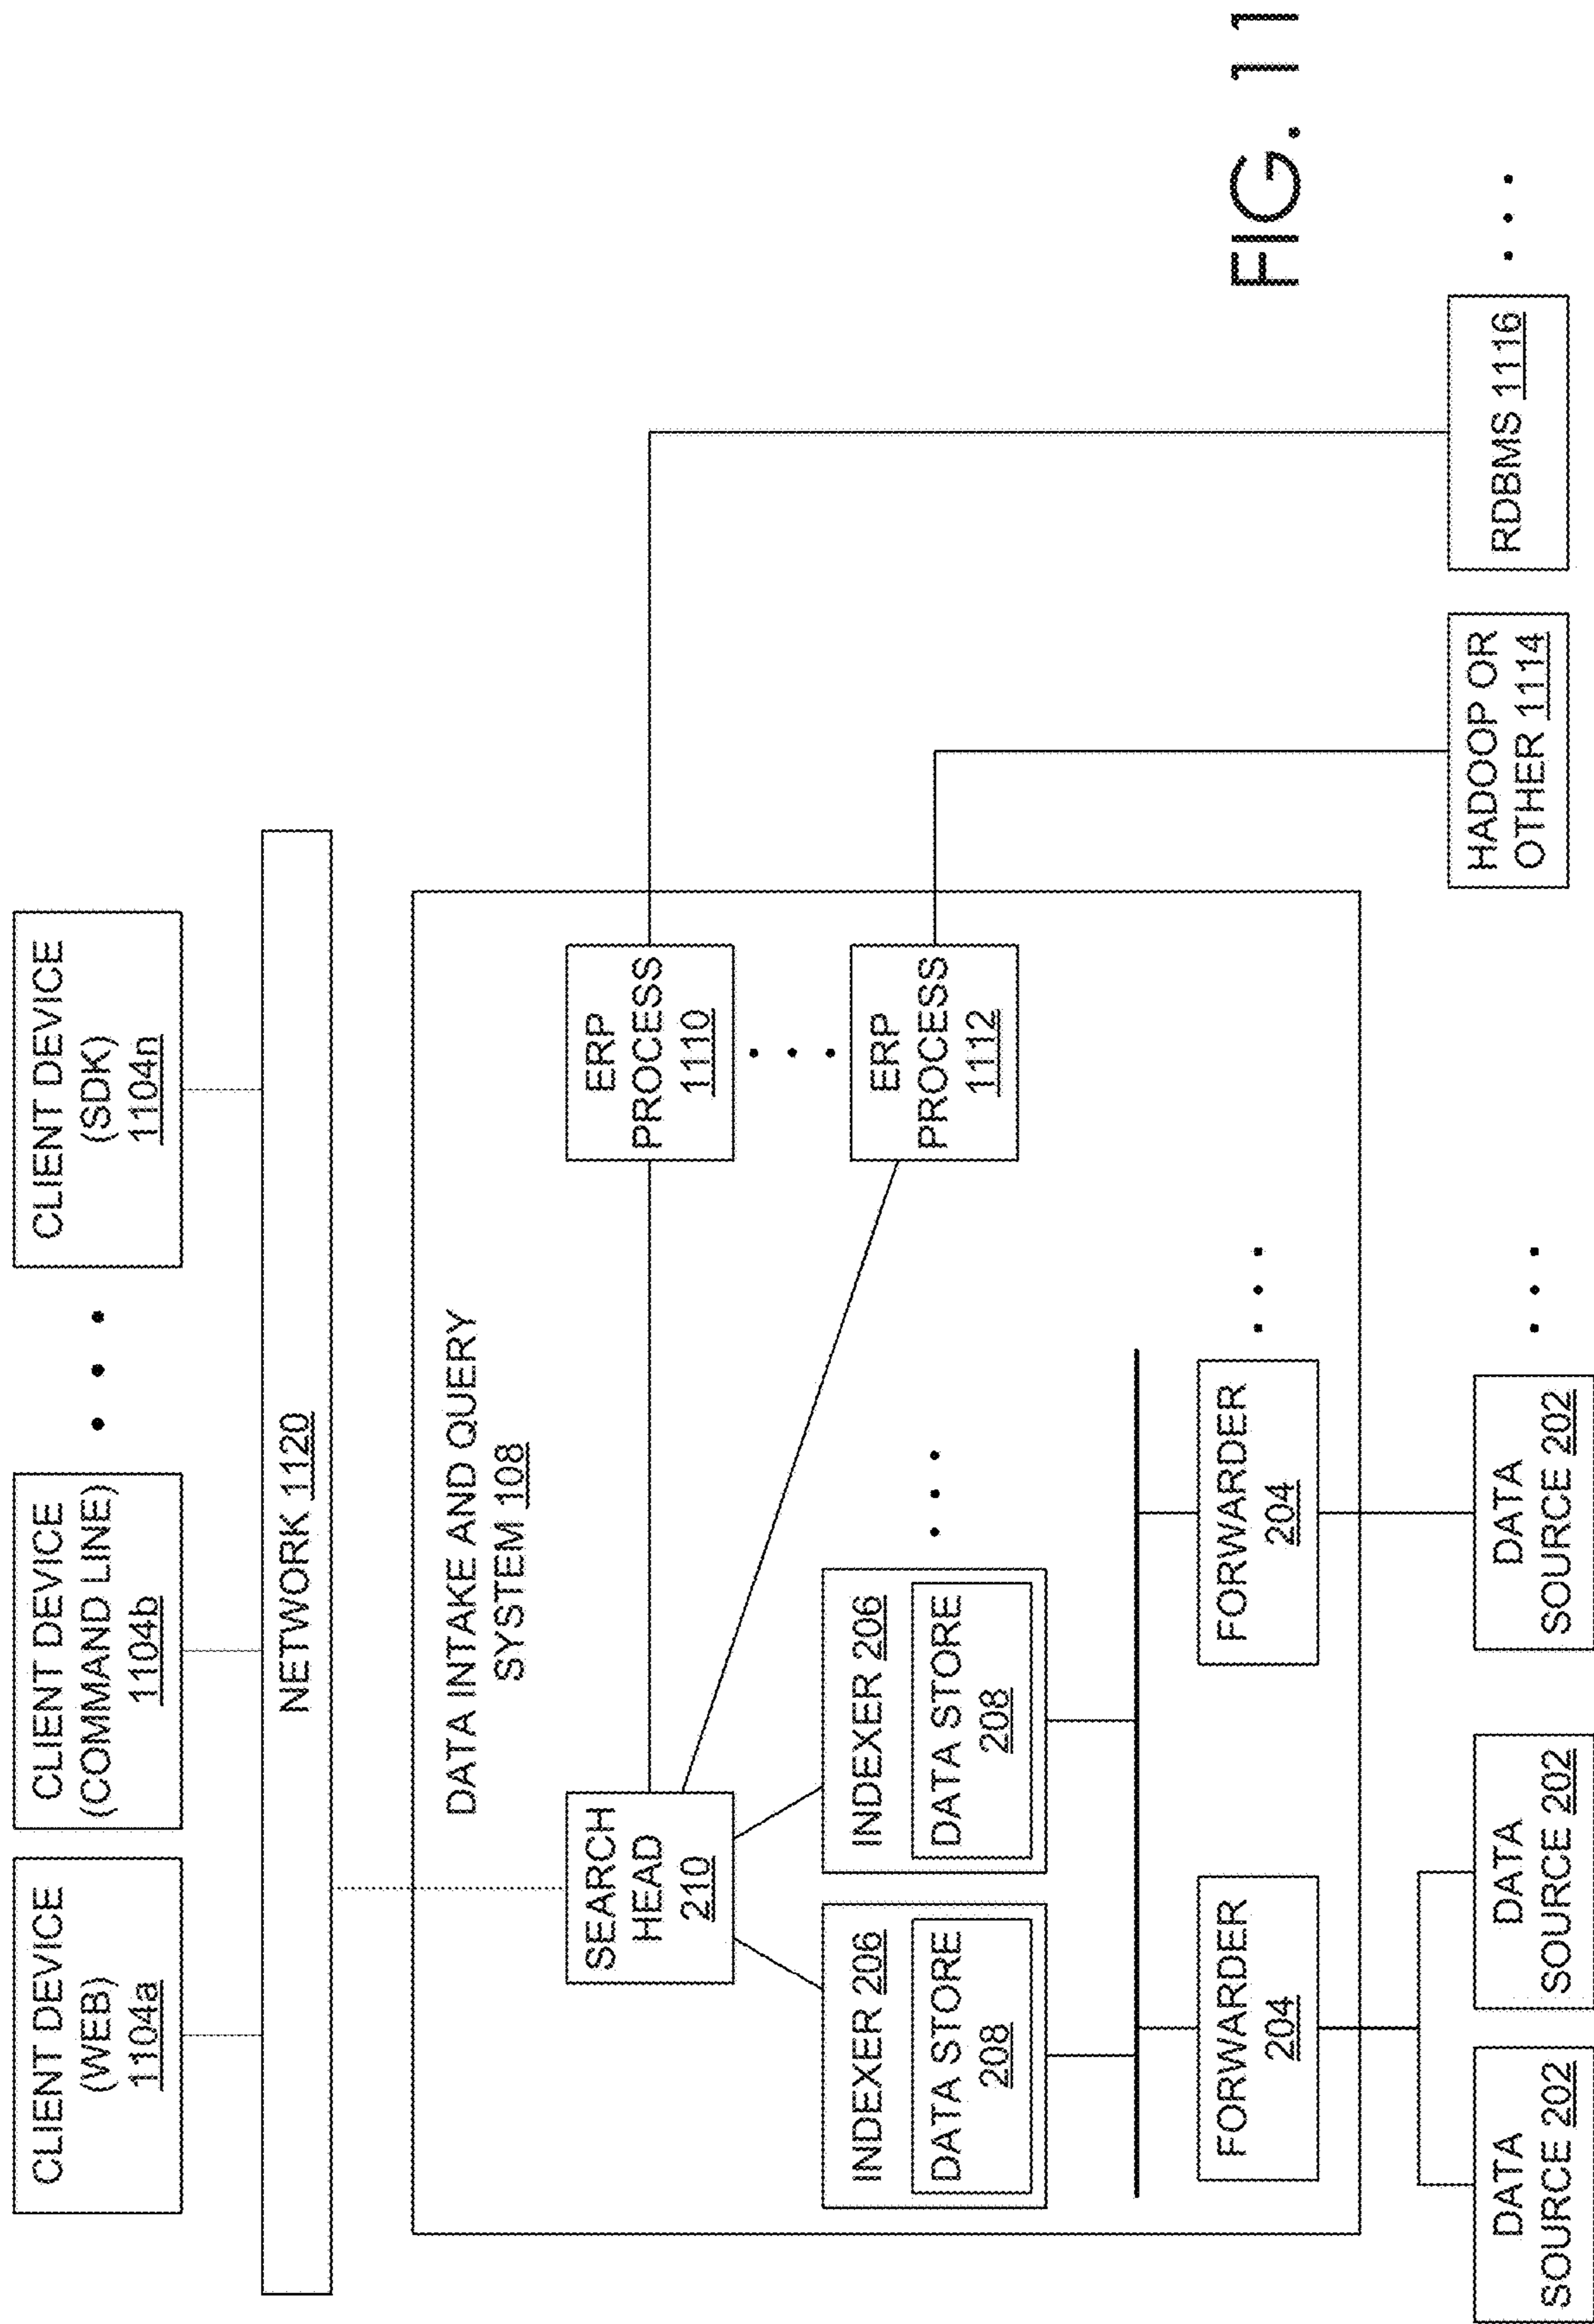 CLIENT DEVICE
(WEB)
1104a
CLIENT DEVICE
(COMMAND LINE)
1104b
CLIENT DEVICE
(SDK)
1104n
NETWORK 1120
DATA INTAKE AND QUERY
SYSTEM 108
SEARCH
HEAD
210
ERP
PROCESS
1110
ERP
PROCESS
1112
INDEXER 206
DATA STORE
208
INDEXER 206
DATA STORE
208
FORWARDER
204
FORWARDER
204
DATA
SOURCE 202
DATA
SOURCE 202
DATA
SOURCE 202
HADOOP OR
OTHER 1114
RDBMS 1116
FIG. 11